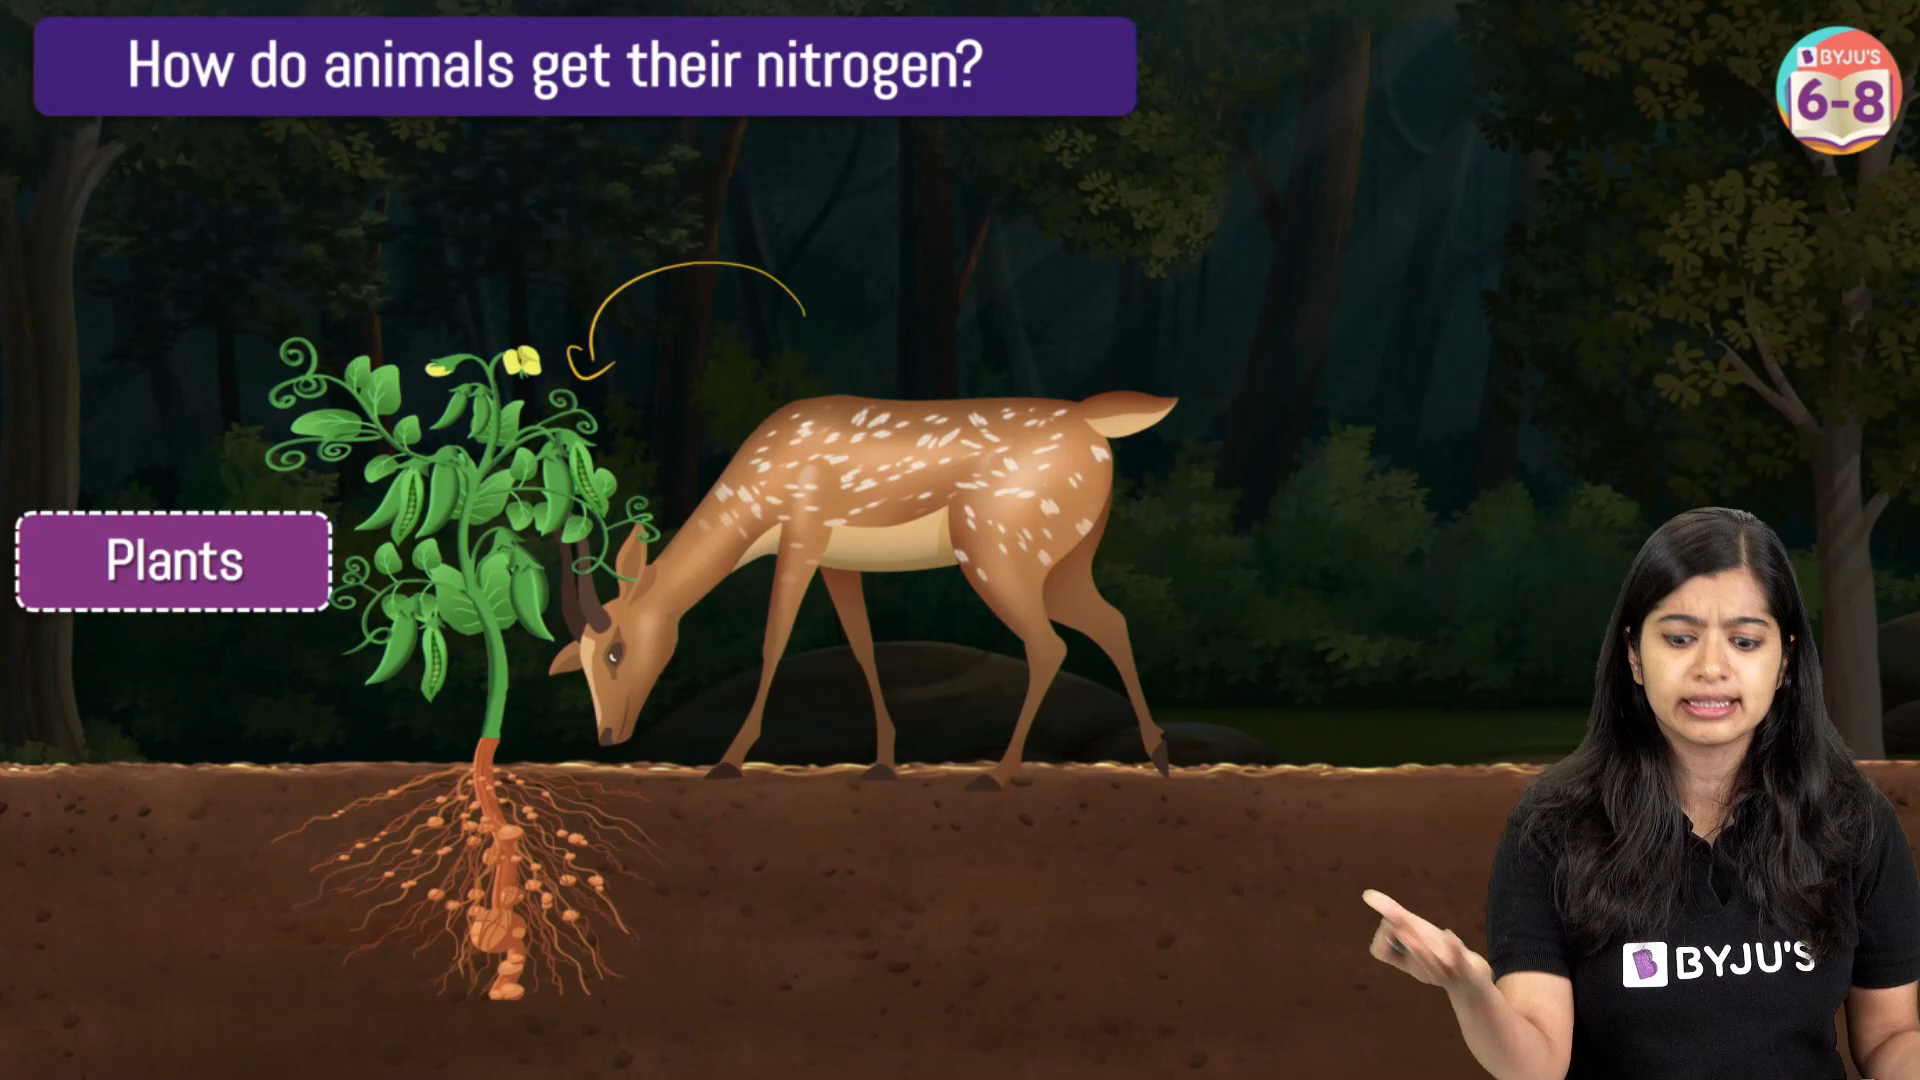 How do animals get their nitrogen?
BYJU'S
6-8
Plants
BYJU'S